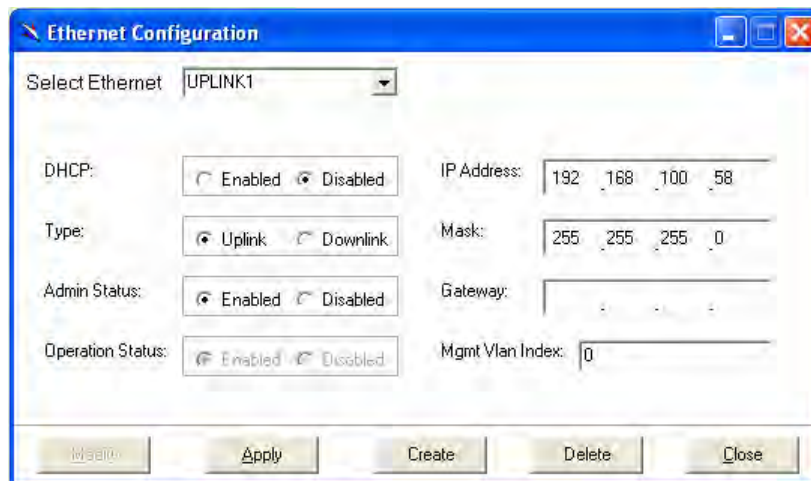 Ethernet Configuration
Select Ethernet UPLINK1
DHCP: Enabled Disabled IP Address: 192 .168 .100 .58
Type: Uplink Downlink Mask: 255 .255 .255 .0
Admin Status: Enabled Disabled Gateway: . . .
Operation Status: Enabled Disabled Mgmt Vlan Index: 0
Modify Apply Create Delete Close